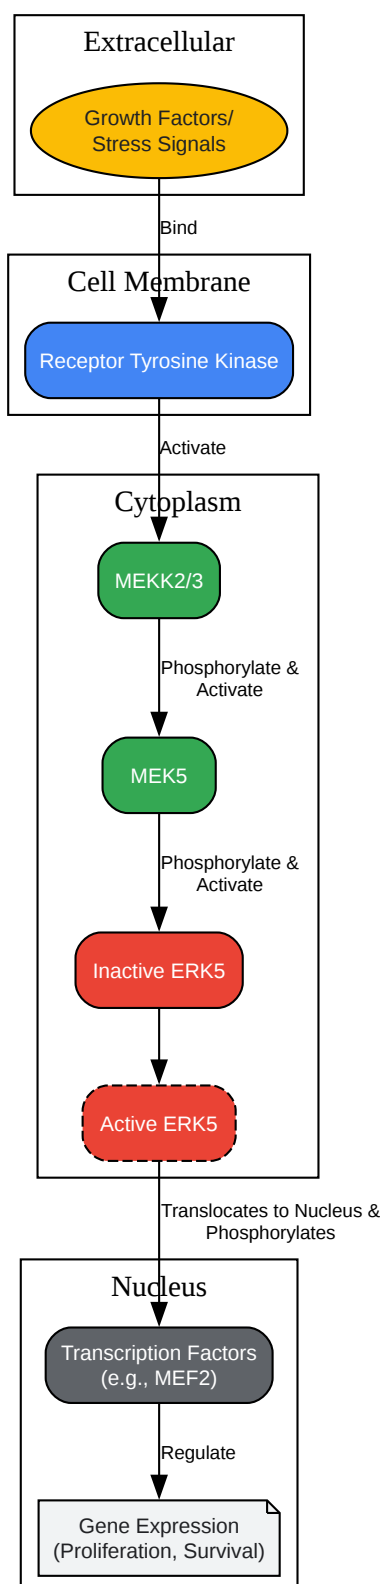 Extracellular
Growth Factors/
Stress Signals
Bind
Cell Membrane
Receptor Tyrosine Kinase
Activate
Cytoplasm
MEKK2/3
Phosphorylate &
Activate
MEK5
Phosphorylate &
Activate
Inactive ERK5
Active ERK5
Translocates to Nucleus &
Phosphorylates
Nucleus
Transcription Factors
(e.g., MEF2)
Regulate
Gene Expression
(Proliferation, Survival)